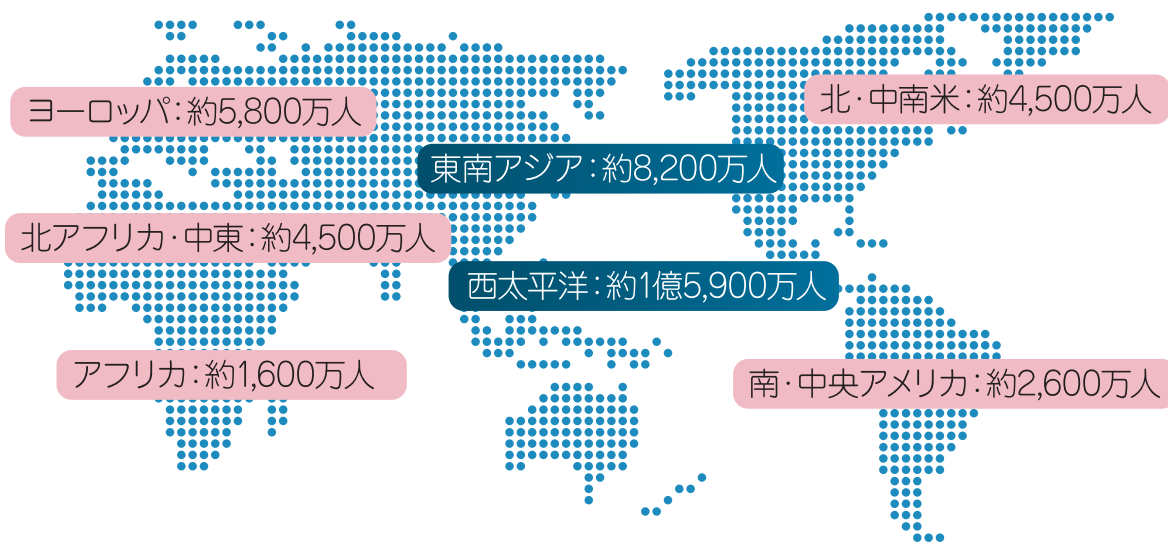 ヨーロッパ：約5,800万人
北・中南米：約4,500万人
東南アジア：約8,200万人
北アフリカ・中東：約4,500万人
西太平洋：約1億5,900万人
アフリカ：約1,600万人
南・中央アメリカ：約2,600万人